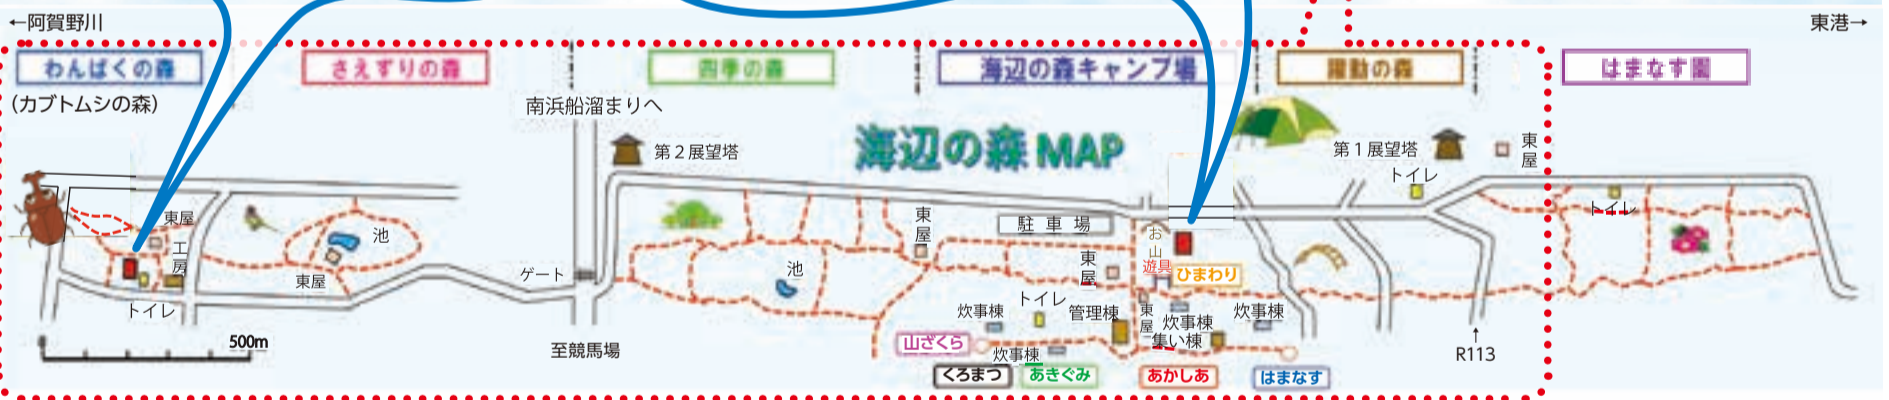 ←阿賀野川
東港→
わんぱくの森
さえずりの森
四季の森
海辺の森キャンプ場
躍動の森
はまなす園
(カブトムシの森)
南浜船溜まりへ
海辺の森 MAP
第2展望塔
第1展望塔
東屋
トイレ
トイレ
東屋
工房
池
東屋
トイレ
ゲート
東屋
駐車場
お山
遊具
ひまわり
東屋
池
炊事棟
トイレ
管理棟
東屋
炊事棟
集い棟
炊事棟
山ざくら
炊事棟
くろまつ
あきぐみ
あかしあ
はまなす
500m
至競馬場
↑
R113